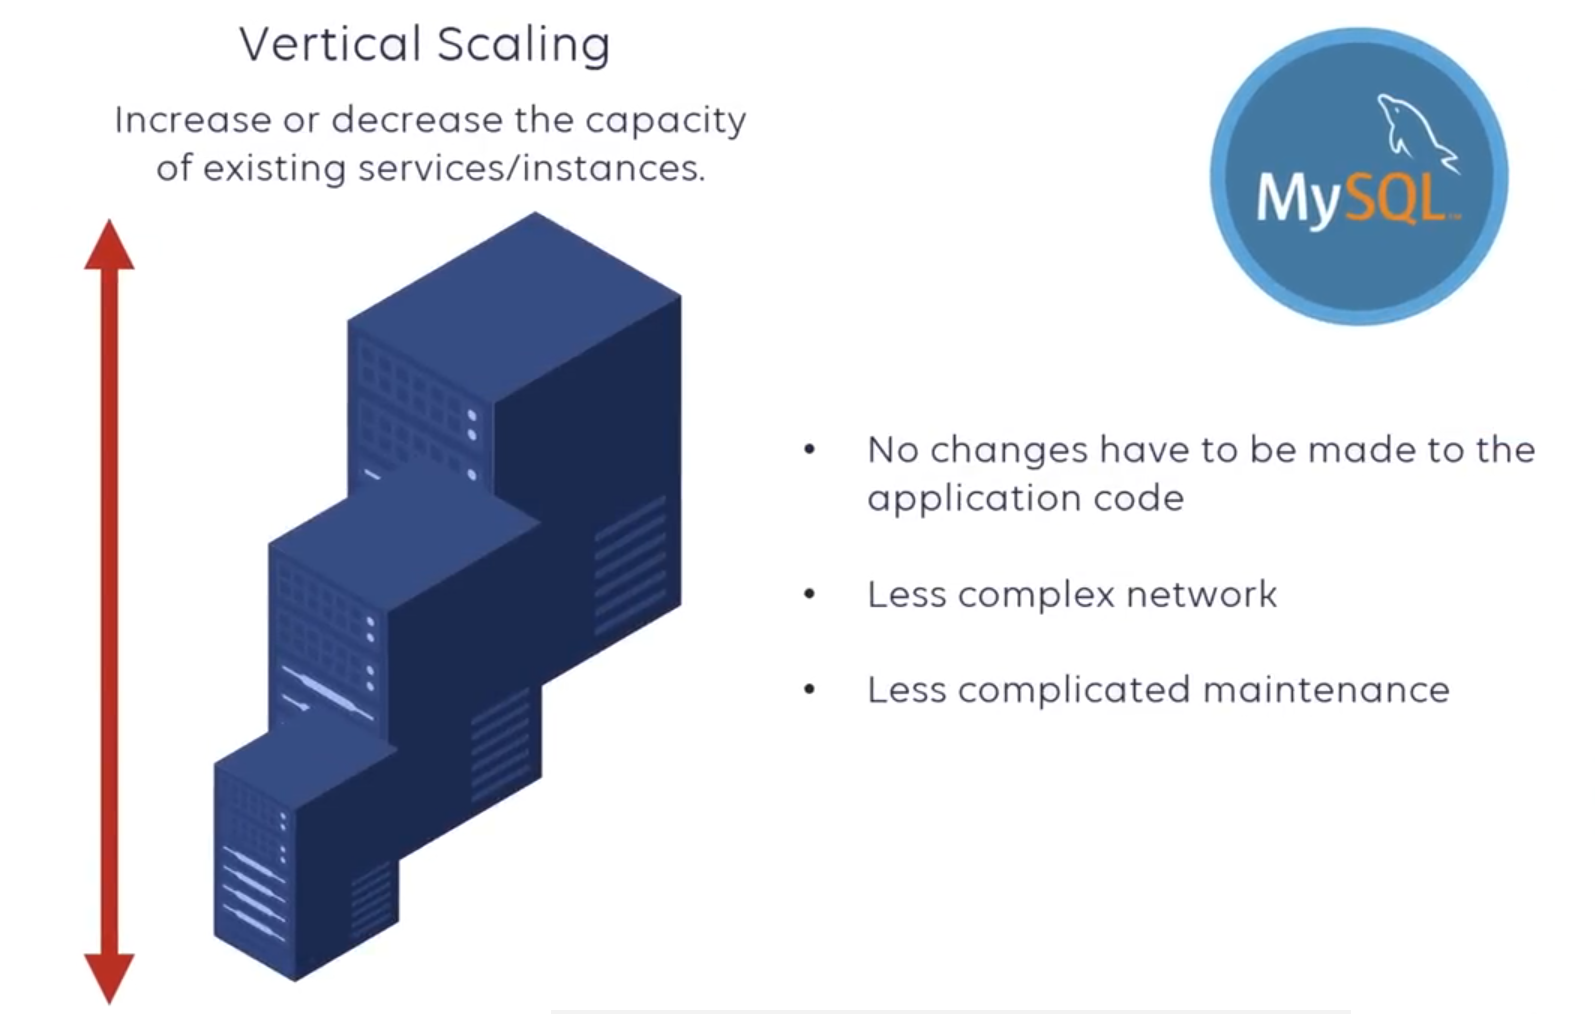 Vertical Scaling
Increase or decrease the capacity
of existing services/instances.
MySQL™
• No changes have to be made to the
application code
• Less complex network
• Less complicated maintenance